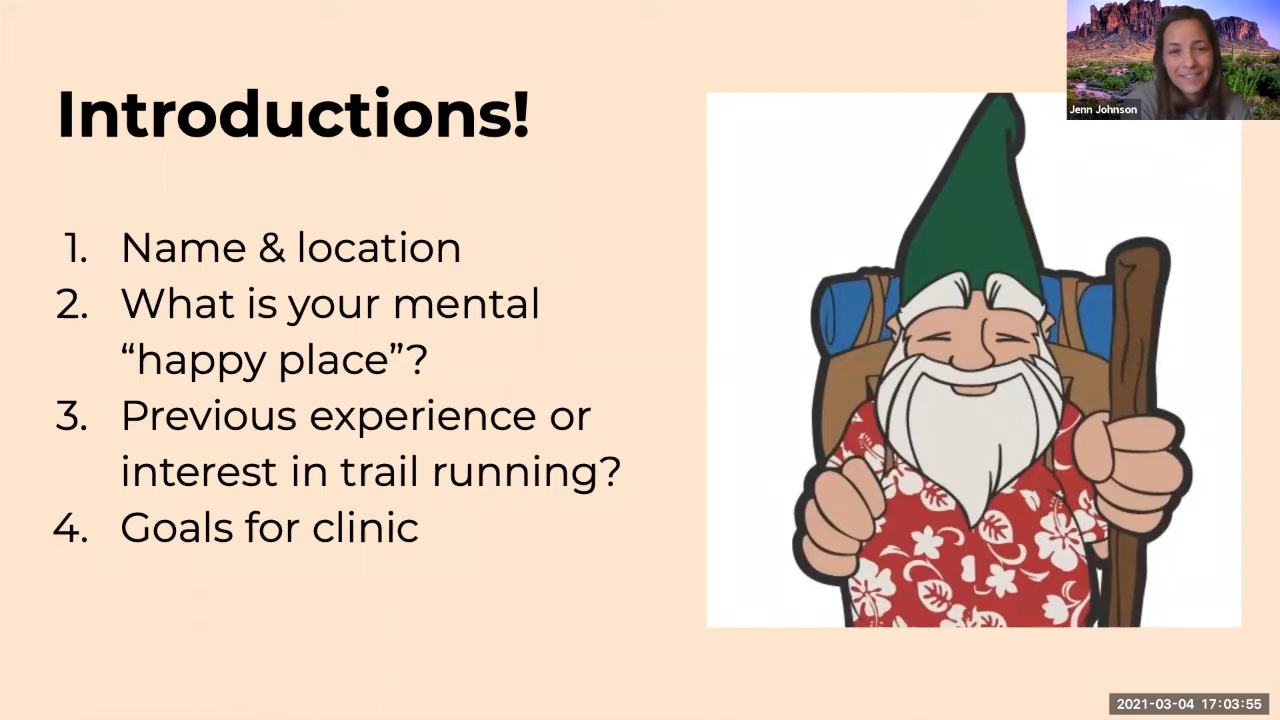 Introductions!
1. Name & location
2. What is your mental
“happy place”?
3. Previous experience or
interest in trail running?
4. Goals for clinic
Jenn Johnson
2021-03-04 17:03:55